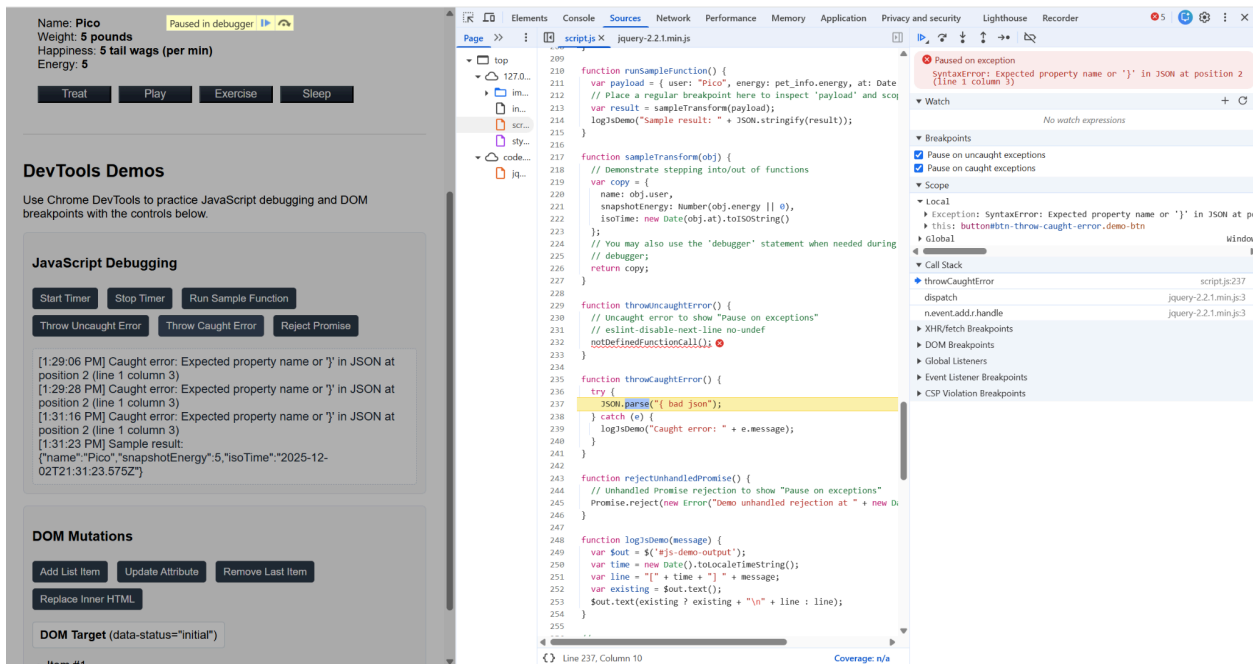 Name: Pico
Paused in debugger
Weight: 5 pounds
Happiness: 5 tail wags (per min)
Energy: 5
Treat
Play
Exercise
Sleep
DevTools Demos
Use Chrome DevTools to practice JavaScript debugging and DOM
breakpoints with the controls below.
JavaScript Debugging
Start Timer
Stop Timer
Run Sample Function
Throw Uncaught Error
Throw Caught Error
Reject Promise
[1:29:06 PM] Caught error: Expected property name or '}' in JSON at
position 2 (line 1 column 3)
[1:29:28 PM] Caught error: Expected property name or '}' in JSON at
position 2 (line 1 column 3)
[1:31:16 PM] Caught error: Expected property name or '}' in JSON at
position 2 (line 1 column 3)
[1:31:23 PM] Sample result:
{"name":"Pico","snapshotEnergy":5,"isoTime":"2025-12-
02T21:31:23.575Z"}
DOM Mutations
Add List Item
Update Attribute
Remove Last Item
Replace Inner HTML
DOM Target (data-status="initial")
Item #1
Elements
Console
Sources
Network
Performance
Memory
Application
Privacy and security
Lighthouse
Recorder
5
Page
script.js
jquery-2.2.1.min.js
top
127.0...
im...
in...
scr...
sty...
code....
jq...
209
210 function runSampleFunction() {
211 var payload = { user: "Pico", energy: pet_info.energy, at: Date
212 // Place a regular breakpoint here to inspect 'payload' and scop
213 var result = sampleTransform(payload);
214 logJsDemo("Sample result: " + JSON.stringify(result));
215 }
216
217 function sampleTransform(obj) {
218 // Demonstrate stepping into/out of functions
219 var copy = {
220 name: obj.user,
221 snapshotEnergy: Number(obj.energy || 0),
222 isoTime: new Date(obj.at).toISOString()
223 };
224 // You may also use the 'debugger' statement when needed during
225 // debugger;
226 return copy;
227 }
228
229 function throwUncaughtError() {
230 // Uncaught error to show "Pause on exceptions"
231 // eslint-disable-next-line no-undef
232 notDefinedFunctionCall();
233 }
234
235 function throwCaughtError() {
236 try {
237 JSON.parse("{ bad json");
238 } catch (e) {
239 logJsDemo("Caught error: " + e.message);
240 }
241 }
242
243 function rejectUnhandledPromise() {
244 // Unhandled Promise rejection to show "Pause on exceptions"
245 Promise.reject(new Error("Demo unhandled rejection at " + new Da
246 }
247
248 function logJsDemo(message) {
249 var $out = $('#js-demo-output');
250 var time = new Date().toLocaleTimeString();
251 var line = "[" + time + "] " + message;
252 var existing = $out.text();
253 $out.text(existing ? existing + "\n" + line : line);
254 }
255
{} Line 237, Column 10
Coverage: n/a
Paused on exception
SyntaxError: Expected property name or '}' in JSON at position 2
(line 1 column 3)
Watch
No watch expressions
Breakpoints
Pause on uncaught exceptions
Pause on caught exceptions
Scope
Local
Exception: SyntaxError: Expected property name or '}' in JSON at po
this: button#btn-throw-caught-error.demo-btn
Global
Window
Call Stack
throwCaughtError
script.js:237
dispatch
jquery-2.2.1.min.js:3
n.event.add.r.handle
jquery-2.2.1.min.js:3
XHR/fetch Breakpoints
DOM Breakpoints
Global Listeners
Event Listener Breakpoints
CSP Violation Breakpoints